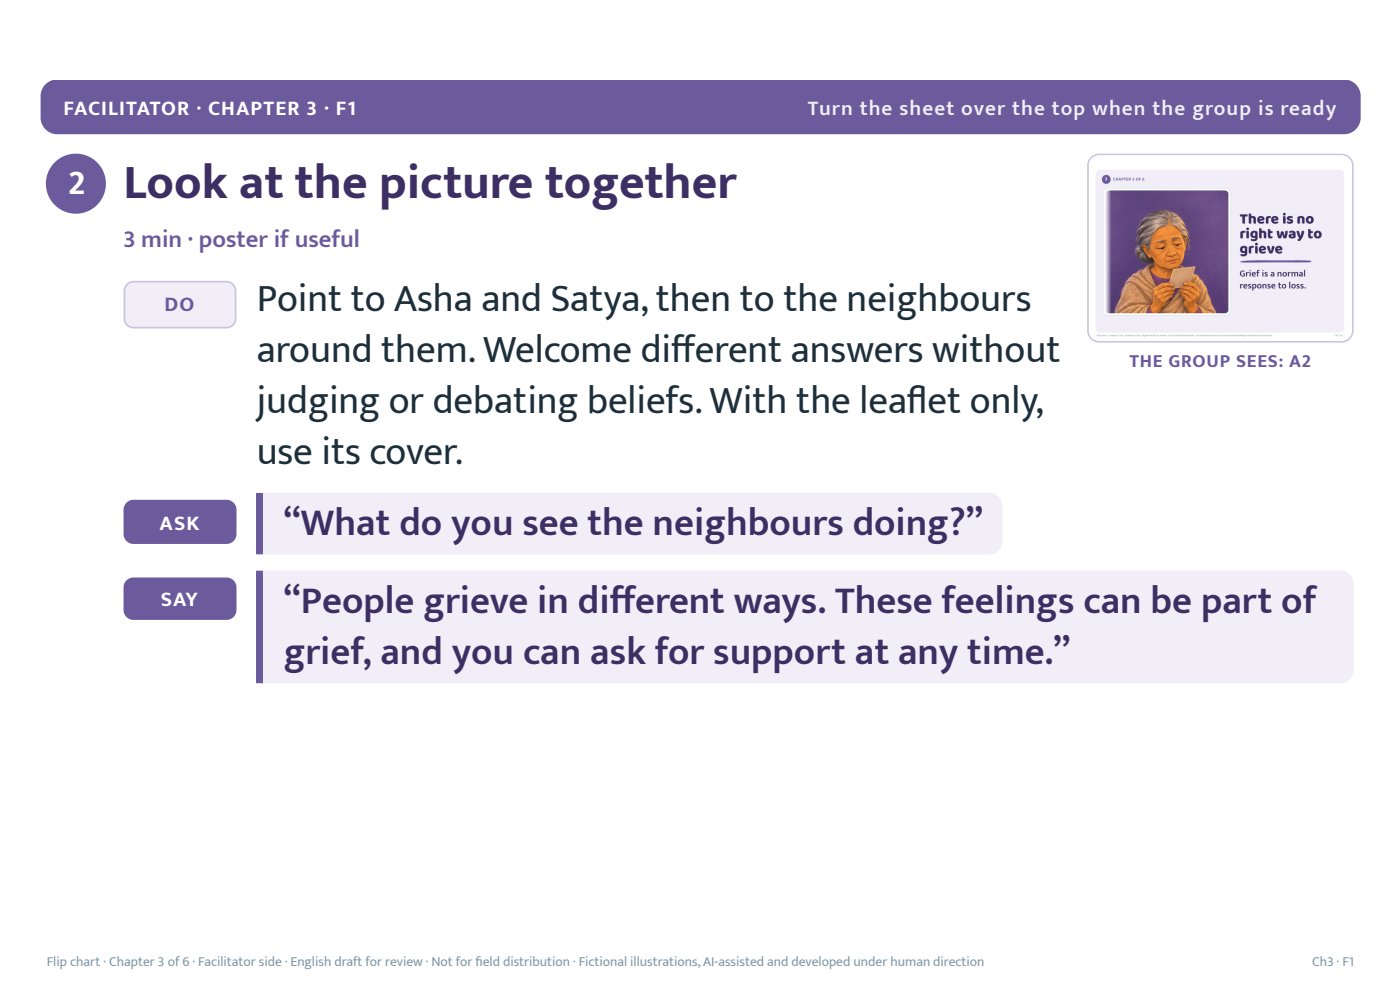 FACILITATOR · CHAPTER 3 · F1
Turn the sheet over the top when the group is ready
2
Look at the picture together
3 min · poster if useful
DO
Point to Asha and Satya, then to the neighbours
around them. Welcome different answers without
judging or debating beliefs. With the leaflet only,
use its cover.
CHAPTER 3 OF 6
There is no
right way to
grieve
Grief is a normal
response to loss.
THE GROUP SEES: A2
ASK
“What do you see the neighbours doing?”
SAY
“People grieve in different ways. These feelings can be part of
grief, and you can ask for support at any time.”
Flip chart · Chapter 3 of 6 · Facilitator side · English draft for review · Not for field distribution · Fictional illustrations, AI-assisted and developed under human direction
Ch3 · F1